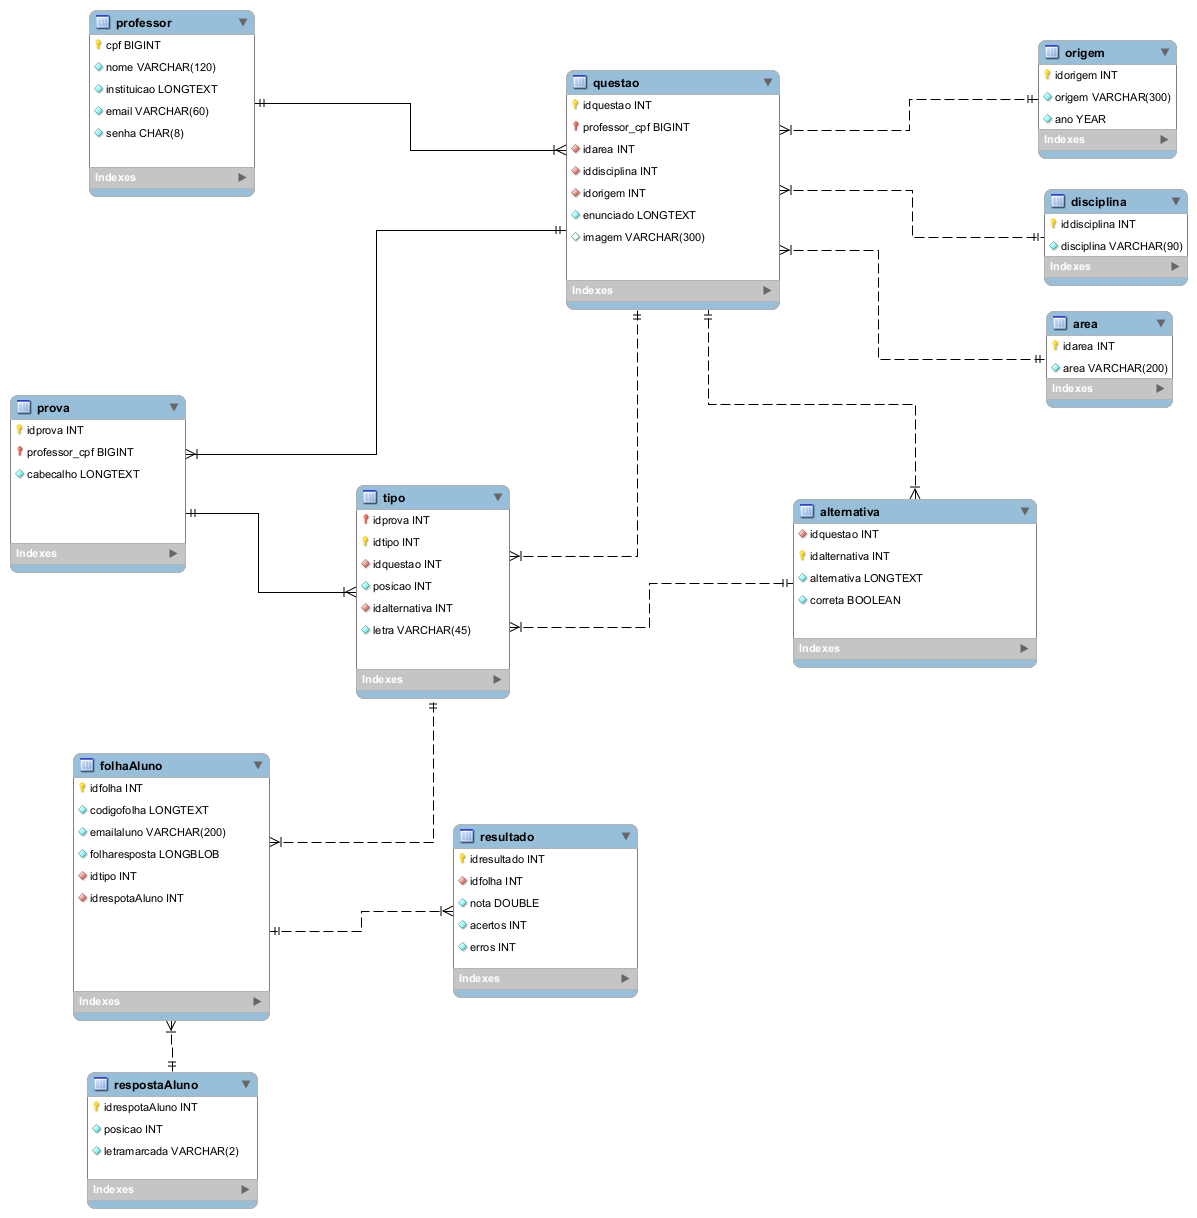 professor
cpf BIGINT
nome VARCHAR(120)
instituicao LONGTEXT
email VARCHAR(60)
senha CHAR(8)
Indexes
questao
idquestao INT
professor_cpf BIGINT
idarea INT
iddisciplina INT
idorigem INT
enunciado LONGTEXT
imagem VARCHAR(300)
Indexes
origem
idorigem INT
origem VARCHAR(300)
ano YEAR
Indexes
disciplina
iddisciplina INT
disciplina VARCHAR(90)
Indexes
area
idarea INT
area VARCHAR(200)
Indexes
prova
idprova INT
professor_cpf BIGINT
cabecalho LONGTEXT
Indexes
tipo
idprova INT
idtipo INT
idquestao INT
posicao INT
idalternativa INT
letra VARCHAR(45)
Indexes
alternativa
idquestao INT
idalternativa INT
alternativa LONGTEXT
correta BOOLEAN
Indexes
folhaAluno
idfolha INT
codigofolha LONGTEXT
emailaluno VARCHAR(200)
folharesposta LONGBLOB
idtipo INT
idrespotaAluno INT
Indexes
resultado
idresultado INT
idfolha INT
nota DOUBLE
acertos INT
erros INT
Indexes
respostaAluno
idrespotaAluno INT
posicao INT
letramarcada VARCHAR(2)
Indexes